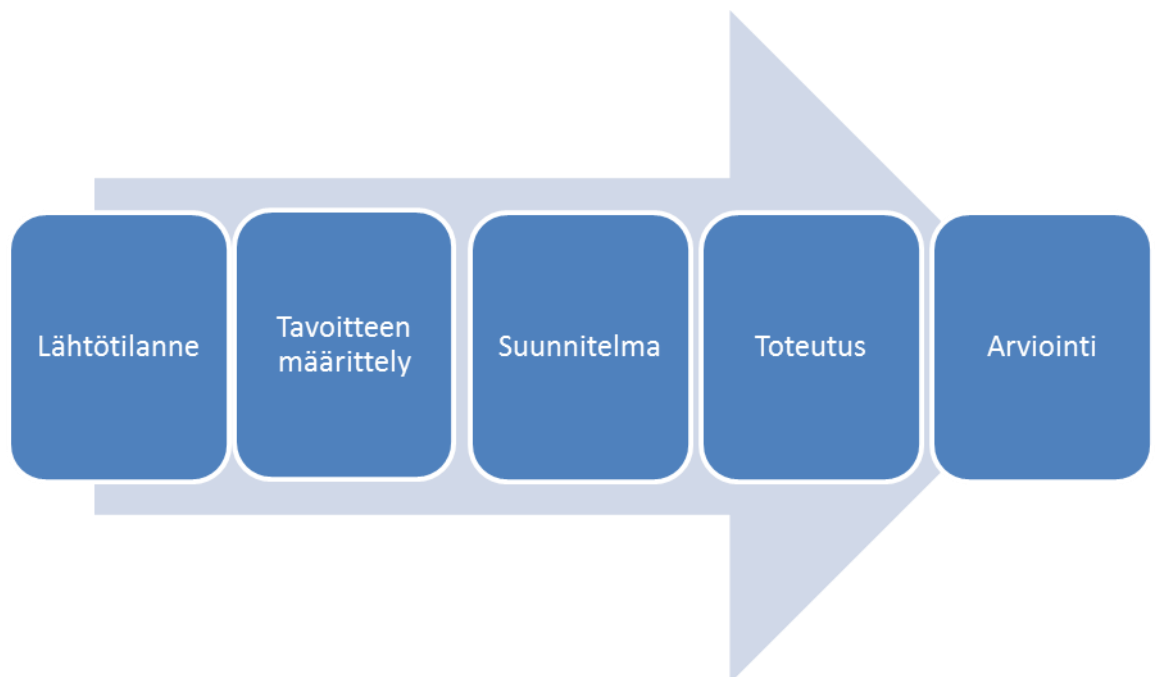 Lähtötilanne
Tavoitteen
määrittely
Suunnitelma
Toteutus
Arviointi